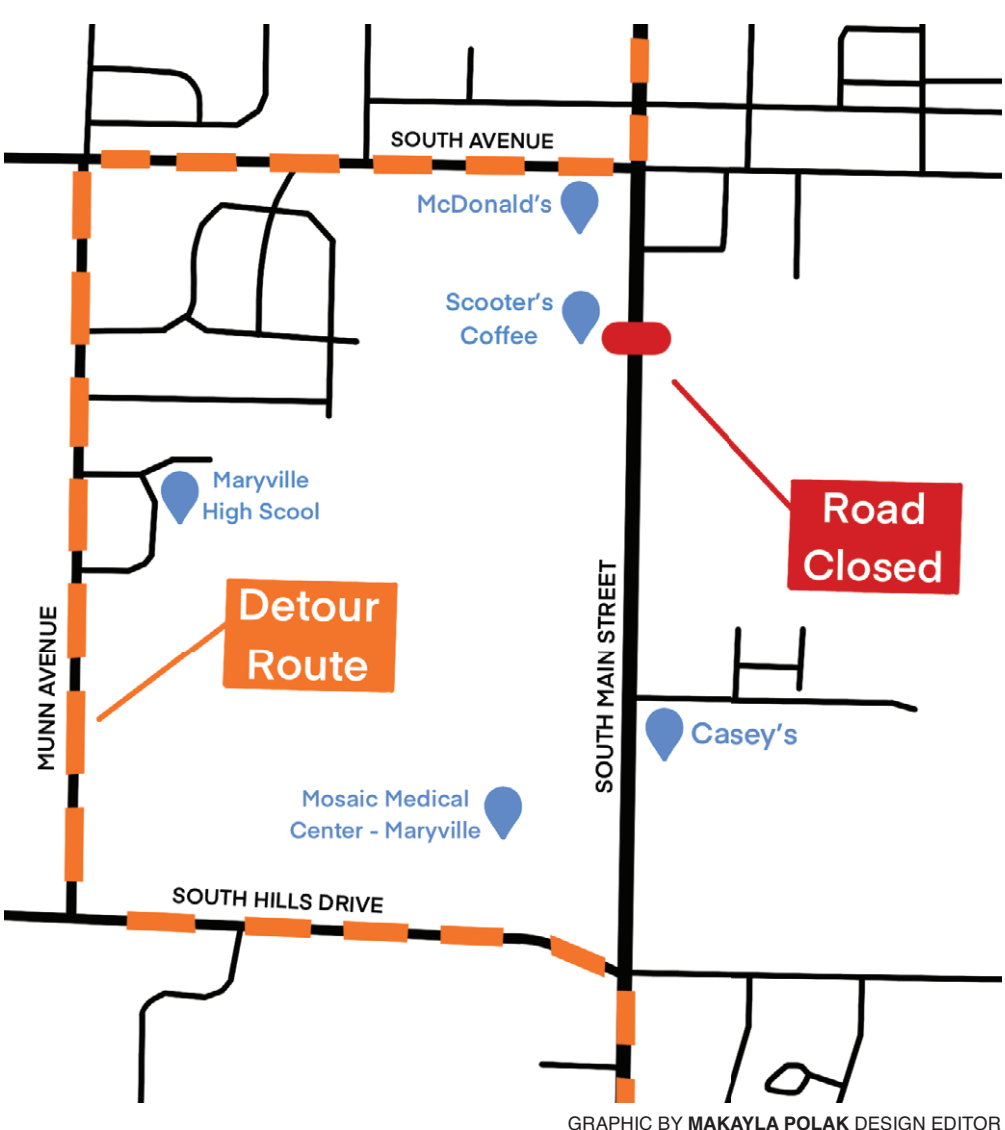 SOUTH AVENUE
McDonald's
Scooter's
Coffee
Maryville
High Scool
Road
Closed
Detour
Route
MUNN AVENUE
SOUTH MAIN STREET
Casey's
Mosaic Medical
Center - Maryville
SOUTH HILLS DRIVE
GRAPHIC BY MAKAYLA POLAK DESIGN EDITOR